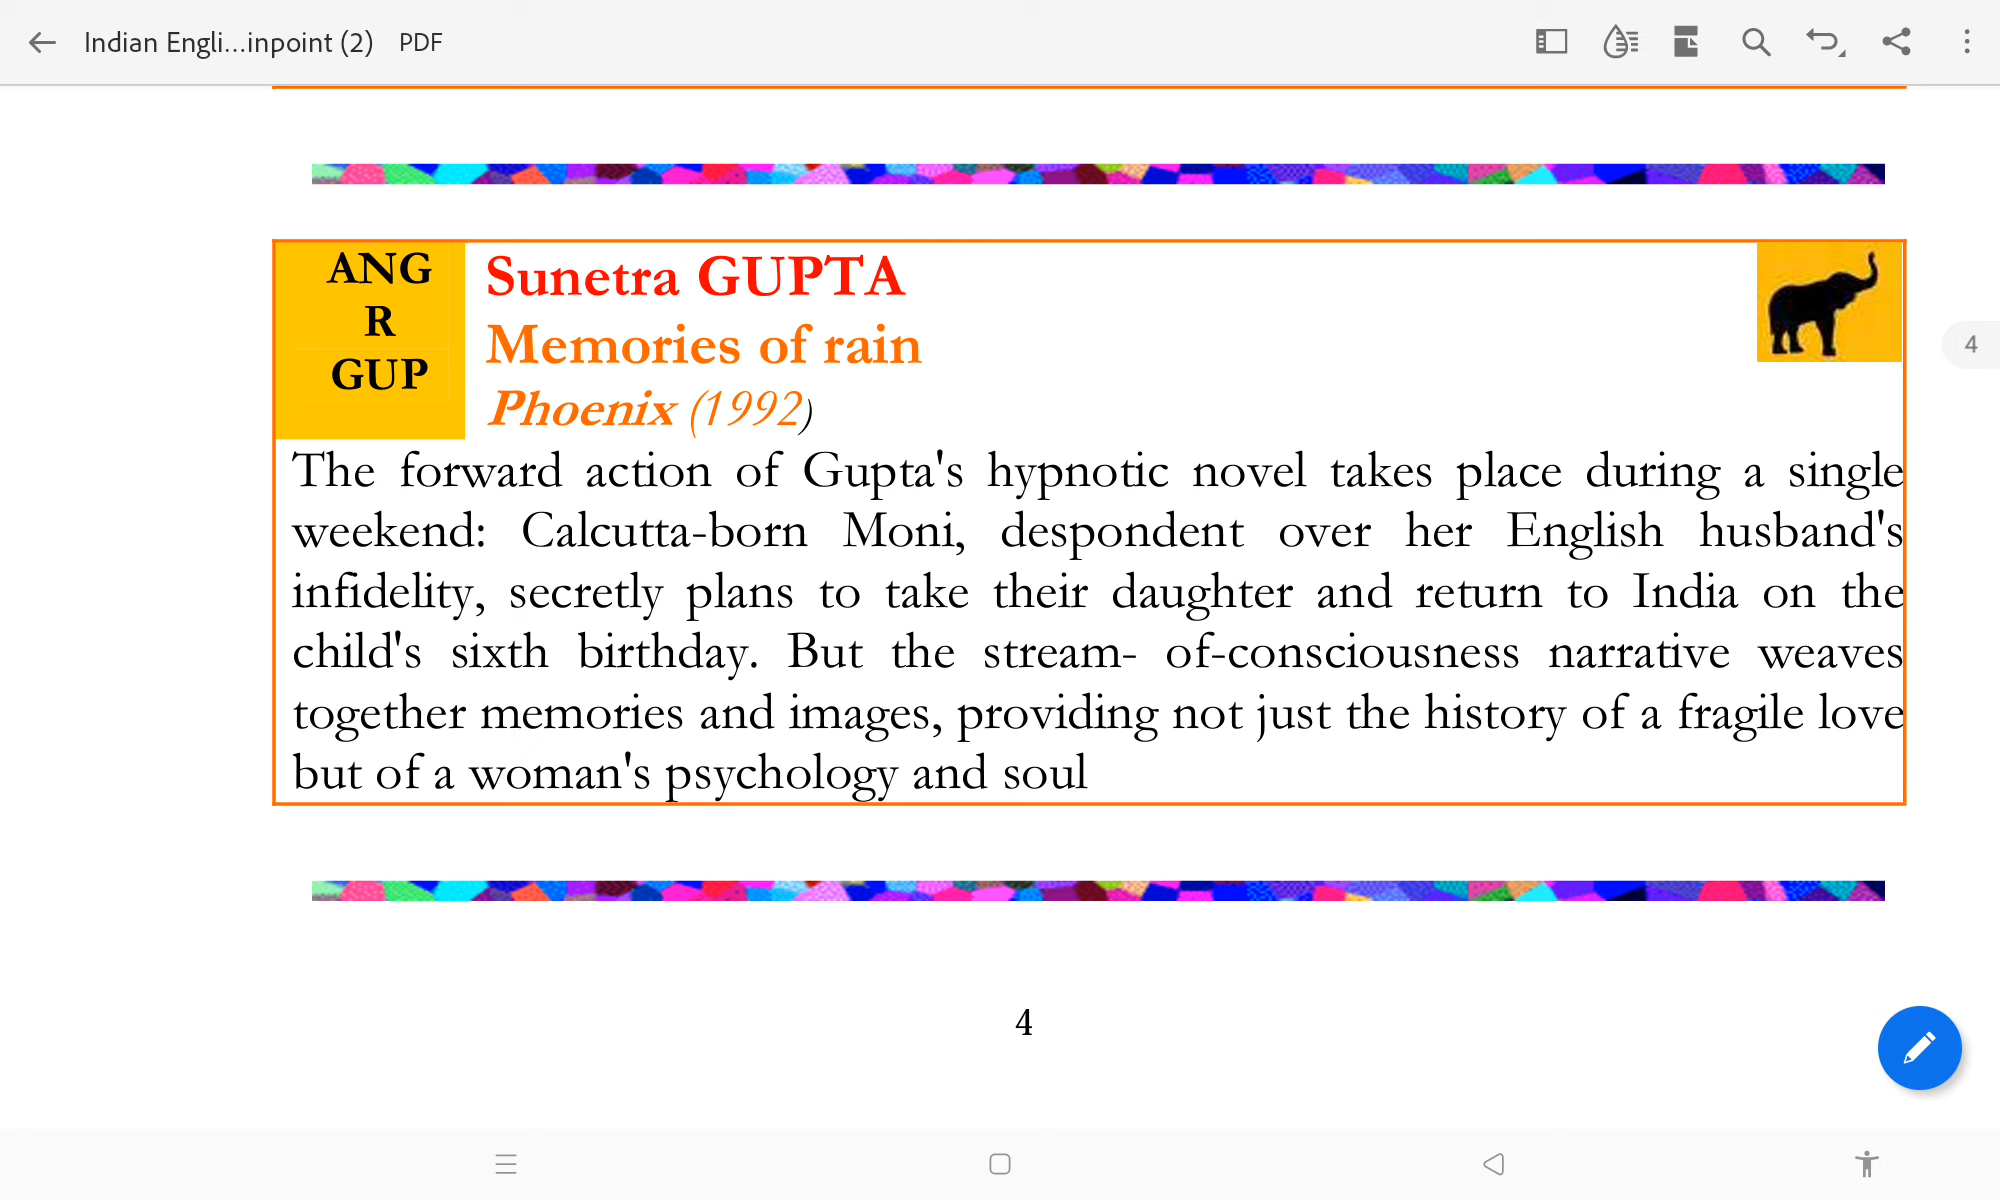 Indian Engli...inpoint (2) PDF
ANG
R
GUP
Sunetra GUPTA
Memories of rain
Phoenix (1992)
4
The forward action of Gupta's hypnotic novel takes place during a single
weekend: Calcutta-born Moni, despondent over her English husband's
infidelity, secretly plans to take their daughter and return to India on the
child's sixth birthday. But the stream- of-consciousness narrative weaves
together memories and images, providing not just the history of a fragile love
but of a woman's psychology and soul
4